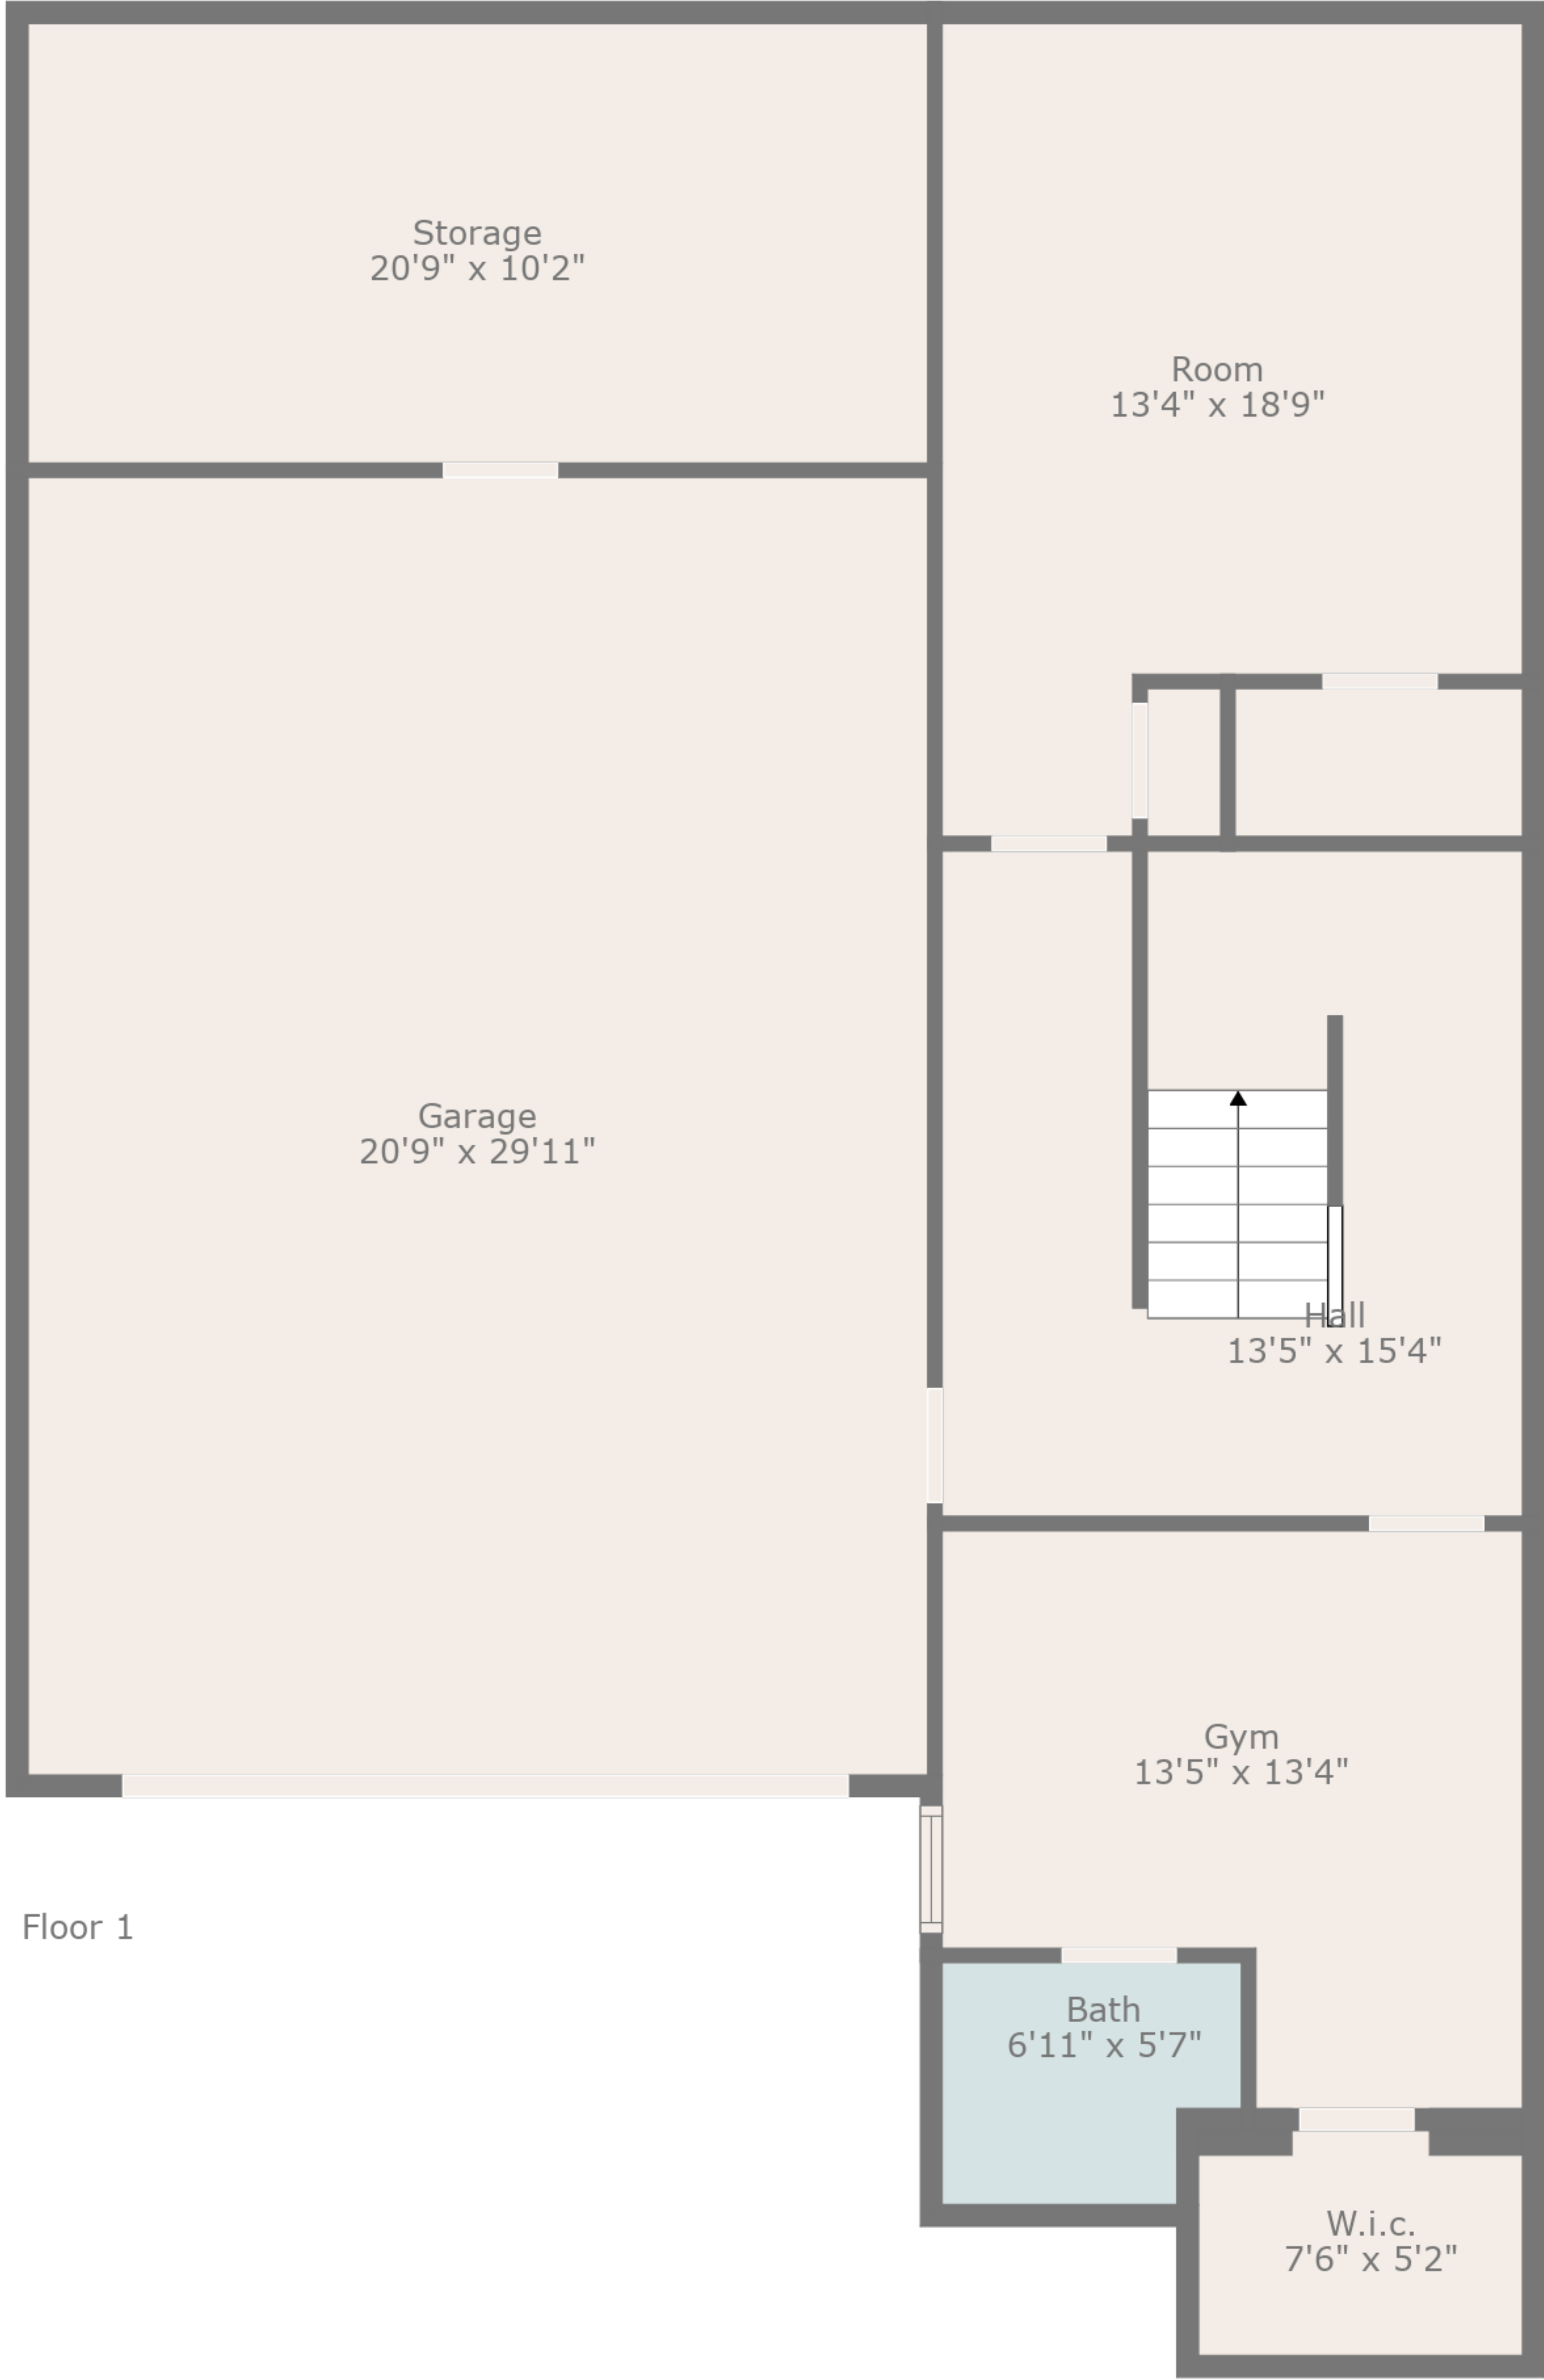 Storage
20'9" x 10'2"
Room
13'4" x 18'9"
Garage
20'9" x 29'11"
Hall
13'5" x 15'4"
Gym
13'5" x 13'4"
Floor 1
Bath
6'11" x 5'7"
W.i.c.
7'6" x 5'2"